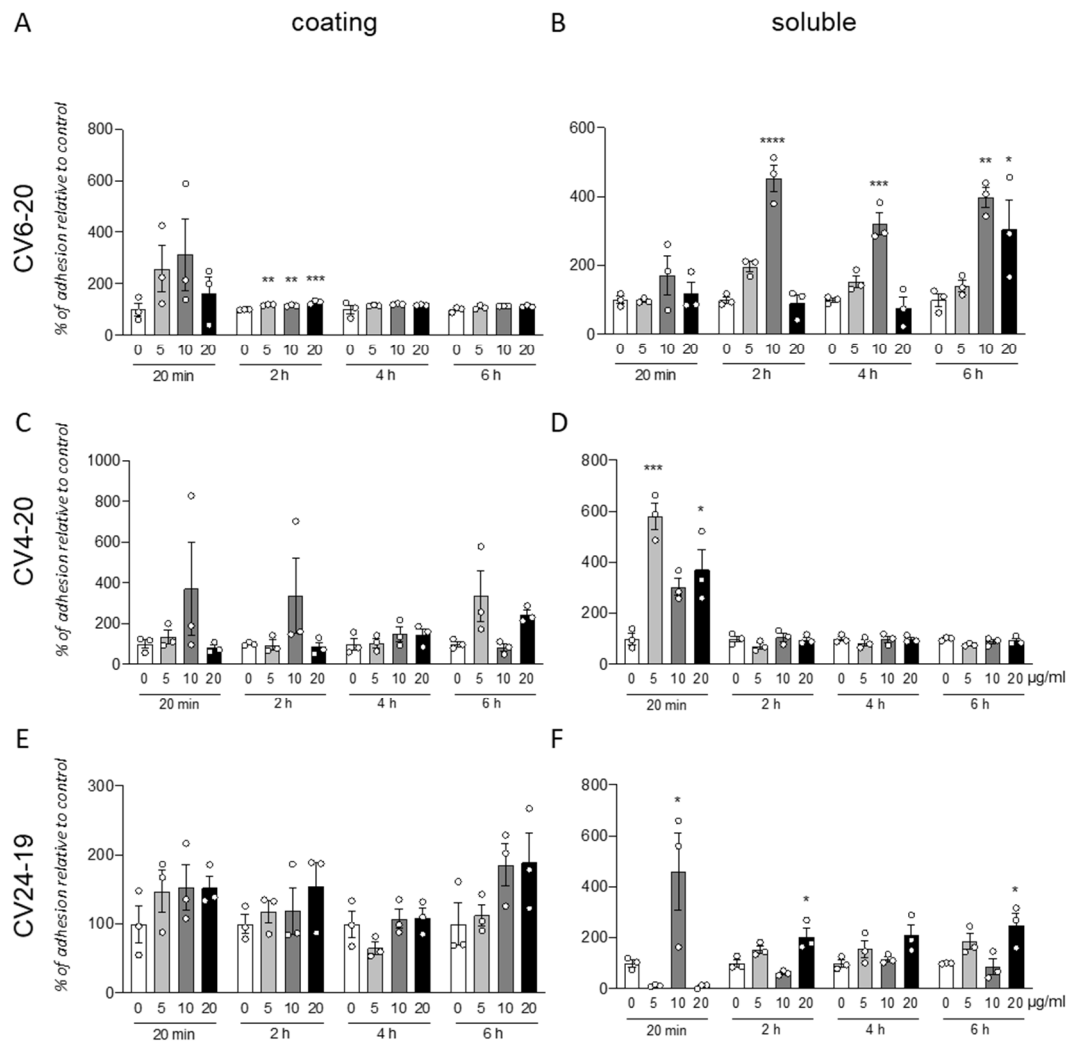 A coating B soluble
CV6-20
% of adhesion relative to control
800
600
400
200
0
** ** ***
0 5 10 20 0 5 10 20 0 5 10 20 0 5 10 20
20 min 2 h 4 h 6 h
600
400
200
0
**** *** ** *
0 5 10 20 0 5 10 20 0 5 10 20 0 5 10 20
20 min 2 h 4 h 6 h
C D
CV4-20
% of adhesion relative to control
1000
800
600
400
200
0
0 5 10 20 0 5 10 20 0 5 10 20 0 5 10 20
20 min 2 h 4 h 6 h
800
600
400
200
0
*** *
0 5 10 20 0 5 10 20 0 5 10 20 0 5 10 20 µg/ml
20 min 2 h 4 h 6 h
E F
CV24-19
% of adhesion relative to control
300
200
100
0
0 5 10 20 0 5 10 20 0 5 10 20 0 5 10 20
20 min 2 h 4 h 6 h
800
600
400
200
0
* * *
0 5 10 20 0 5 10 20 0 5 10 20 0 5 10 20 µg/ml
20 min 2 h 4 h 6 h